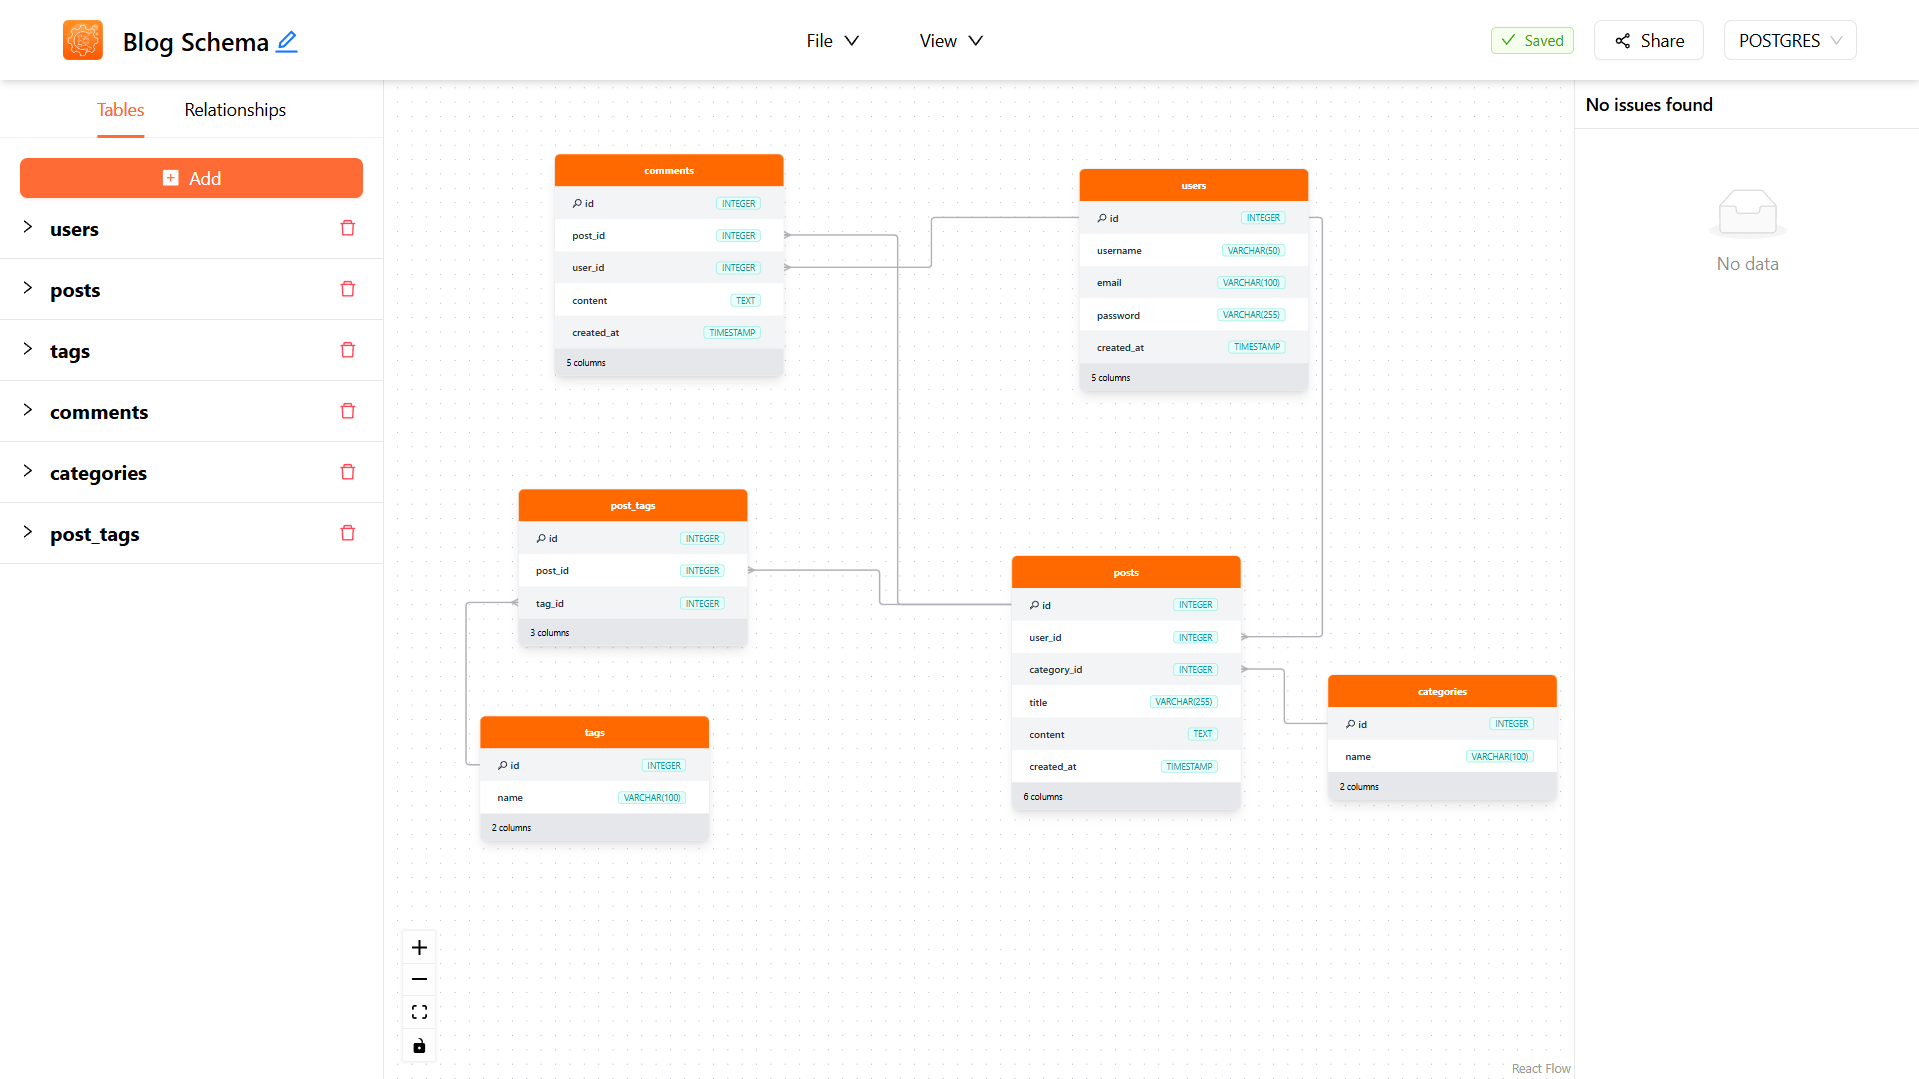 Blog Schema
File
View
Saved
Share
POSTGRES
Tables
Relationships
Add
users
posts
tags
comments
categories
post_tags
comments
id INTEGER
post_id INTEGER
user_id INTEGER
content TEXT
created_at TIMESTAMP
5 columns
users
id INTEGER
username VARCHAR(50)
email VARCHAR(100)
password VARCHAR(255)
created_at TIMESTAMP
5 columns
post_tags
id INTEGER
post_id INTEGER
tag_id INTEGER
3 columns
posts
id INTEGER
user_id INTEGER
category_id INTEGER
title VARCHAR(255)
content TEXT
created_at TIMESTAMP
6 columns
categories
id INTEGER
name VARCHAR(100)
2 columns
tags
id INTEGER
name VARCHAR(100)
2 columns
React Flow
No issues found
No data